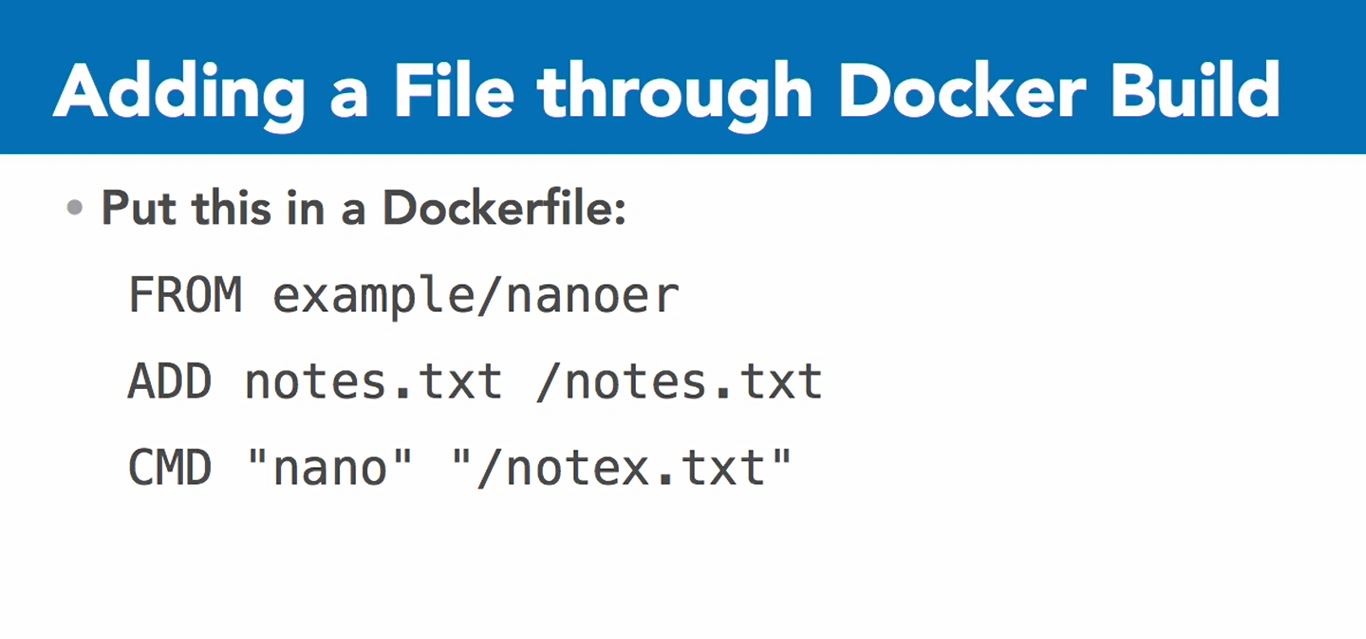 Adding a File through Docker Build
• Put this in a Dockerfile:
FROM example/nanoer
ADD notes.txt /notes.txt
CMD "nano" "/notex.txt"